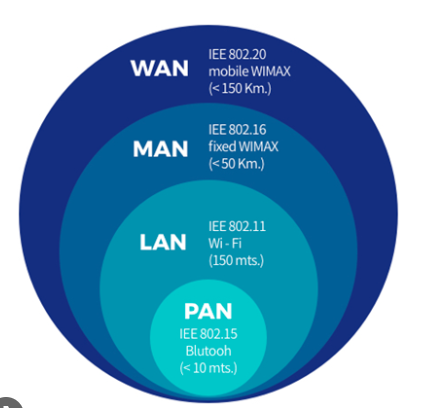 WAN
IEE 802.20
mobile WIMAX
(< 150 Km.)
MAN
IEE 802.16
fixed WIMAX
(< 50 Km.)
LAN
IEE 802.11
Wi - Fi
(150 mts.)
PAN
IEE 802.15
Blutooh
(< 10 mts.)